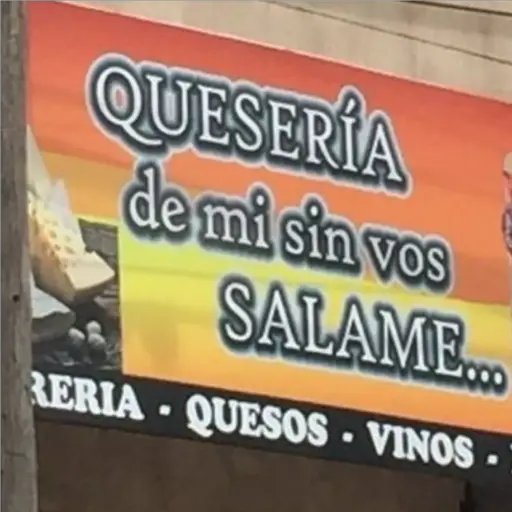 QUESERÍA
de mi sin vos
SALAME...
RERIA - QUESOS - VINOS -